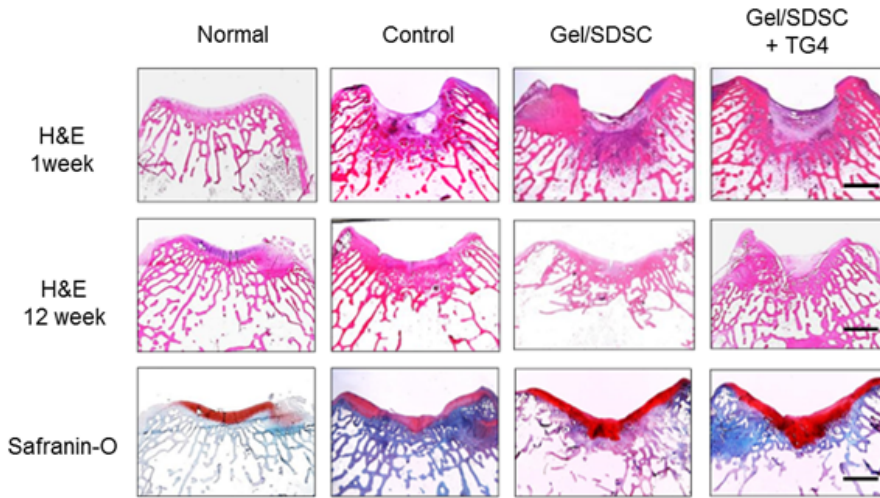 Normal
Control
Gel/SDSC
Gel/SDSC
+ TG4
H&E
1week
H&E
12 week
Safranin-O